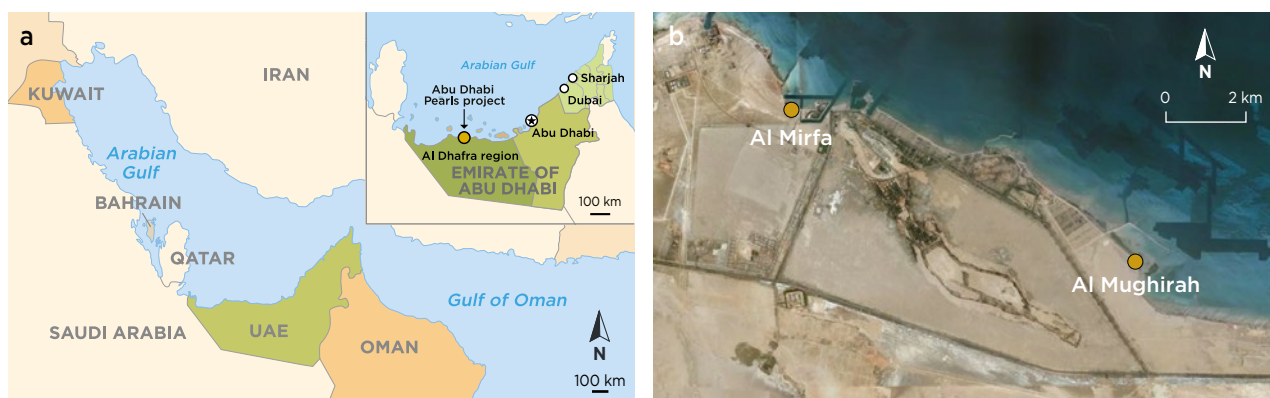 a
IRAN
KUWAIT
Arabian
Gulf
BAHRAIN
QATAR
SAUDI ARABIA
UAE
OMAN
Gulf of Oman
N
100 km
Arabian Gulf
Sharjah
Dubai
Abu Dhabi
Pearls project
Abu Dhabi
Al Dhafra region
EMIRATE OF
ABU DHABI
100 km
b
N
0 2 km
Al Mirfa
Al Mughirah